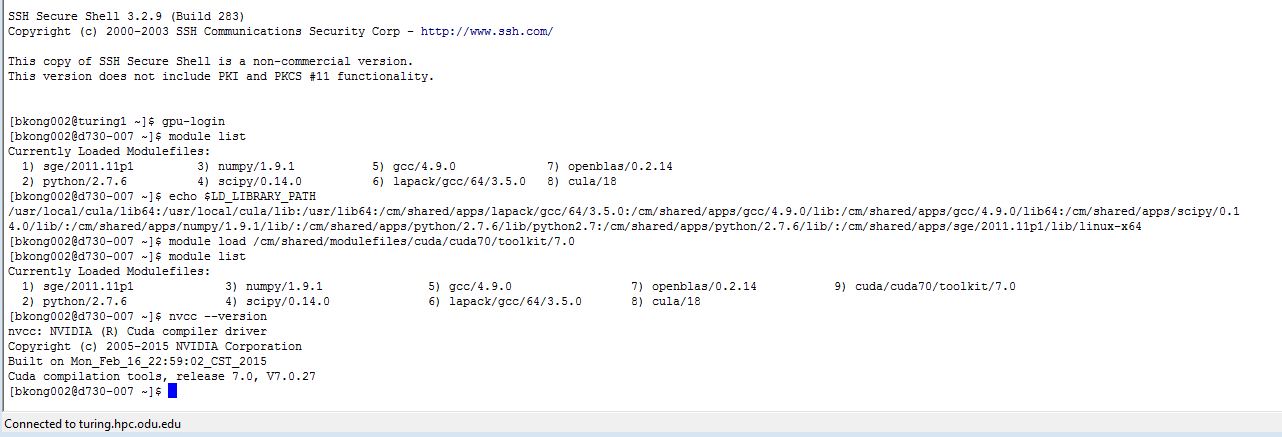 SSH Secure Shell 3.2.9 (Build 283)
Copyright (c) 2000-2003 SSH Communications Security Corp - http://www.ssh.com/
This copy of SSH Secure Shell is a non-commercial version.
This version does not include PKI and PKCS #11 functionality.
[bkong002@turing1 ~]$ gpu-login
[bkong002@d730-007 ~]$ module list
Currently Loaded Modulefiles:
1) sge/2011.11p1 3) numpy/1.9.1 5) gcc/4.9.0 7) openblas/0.2.14
2) python/2.7.6 4) scipy/0.14.0 6) lapack/gcc/64/3.5.0 8) cula/18
[bkong002@d730-007 ~]$ echo $LD_LIBRARY_PATH
/usr/local/cula/lib64:/usr/local/cula/lib:/usr/lib64:/cm/shared/apps/lapack/gcc/64/3.5.0:/cm/shared/apps/gcc/4.9.0/lib:/cm/shared/apps/gcc/4.9.0/lib64:/cm/shared/apps/scipy/0.1
4.0/lib/:/cm/shared/apps/numpy/1.9.1/lib/:/cm/shared/apps/python/2.7.6/lib/python2.7:/cm/shared/apps/python/2.7.6/lib/:/cm/shared/apps/sge/2011.11p1/lib/linux-x64
[bkong002@d730-007 ~]$ module load /cm/shared/modulefiles/cuda/cuda70/toolkit/7.0
[bkong002@d730-007 ~]$ module list
Currently Loaded Modulefiles:
1) sge/2011.11p1 3) numpy/1.9.1 5) gcc/4.9.0 7) openblas/0.2.14 9) cuda/cuda70/toolkit/7.0
2) python/2.7.6 4) scipy/0.14.0 6) lapack/gcc/64/3.5.0 8) cula/18
[bkong002@d730-007 ~]$ nvcc --version
nvcc: NVIDIA (R) Cuda compiler driver
Copyright (c) 2005-2015 NVIDIA Corporation
Built on Mon_Feb_16_22:59:02_CST_2015
Cuda compilation tools, release 7.0, V7.0.27
[bkong002@d730-007 ~]$
Connected to turing.hpc.odu.edu